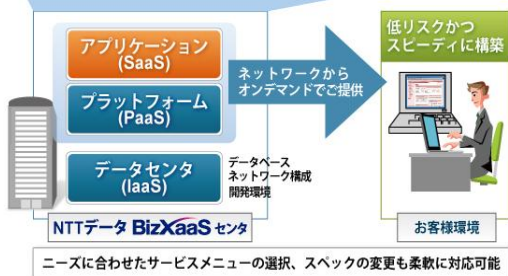 アプリケーション
(SaaS)
プラットフォーム
(PaaS)
データセンタ
(IaaS)
データベース
ネットワーク構成
開発環境
NTTデータ BizXaaS センタ
ネットワークから
オンデマンドでご提供
低リスクかつ
スピーディに構築
お客様環境
ニーズに合わせたサービスメニューの選択、スペックの変更も柔軟に対応可能